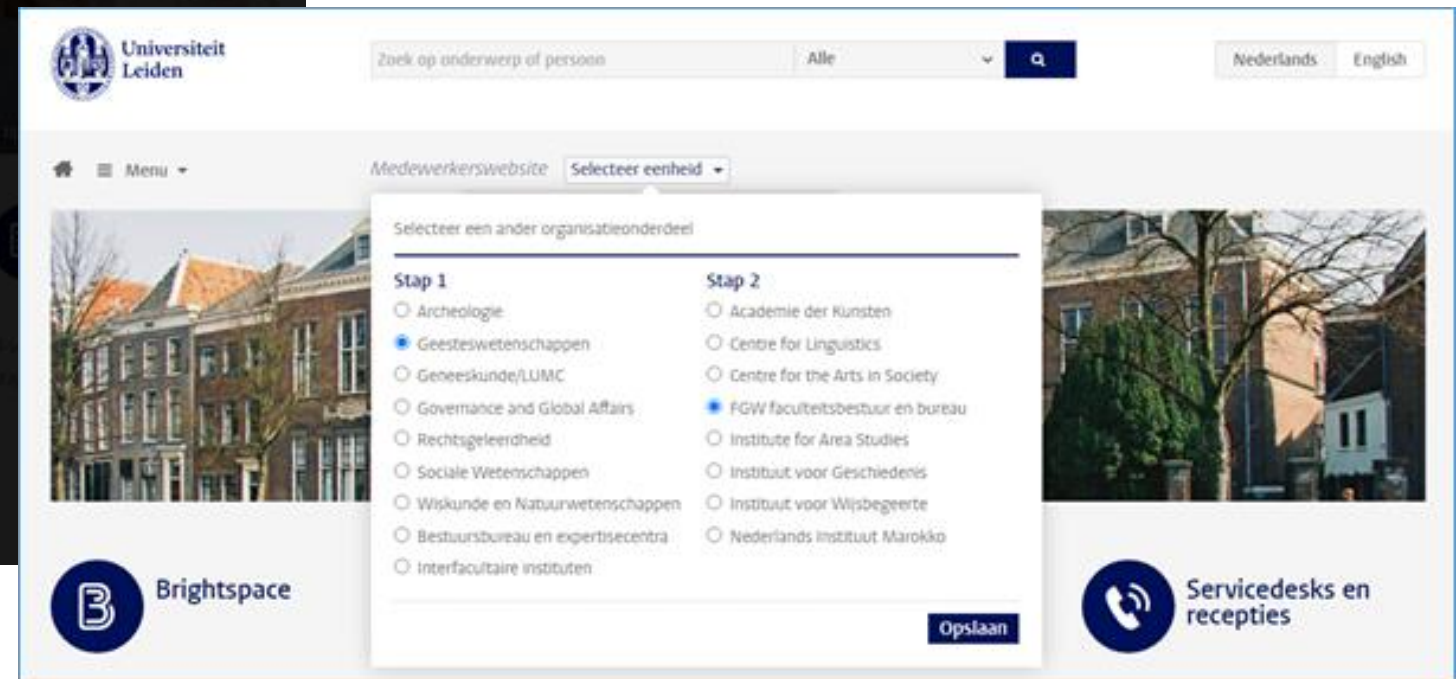 Universiteit
Leiden
Zoek op onderwerp of persoon
Alle
Nederlands English
Menu
Medewerkerswebsite Selecteer eenheid
Selecteer een ander organisatieonderdeel
Stap 1
Archeologie
Geesteswetenschappen
Geneeskunde/LUMC
Governance and Global Affairs
Rechtsgeleerdheid
Sociale Wetenschappen
Wiskunde en Natuurwetenschappen
Bestuursbureau en expertisecentra
Interfacultaire instituten
Stap 2
Academie der Kunsten
Centre for Linguistics
Centre for the Arts in Society
FGW faculteitsbestuur en bureau
Institute for Area Studies
Instituut voor Geschiedenis
Instituut voor Wijsbegeerte
Nederlands Instituut Marokko
Opslaan
Brightspace
Servicedesks en
recepties